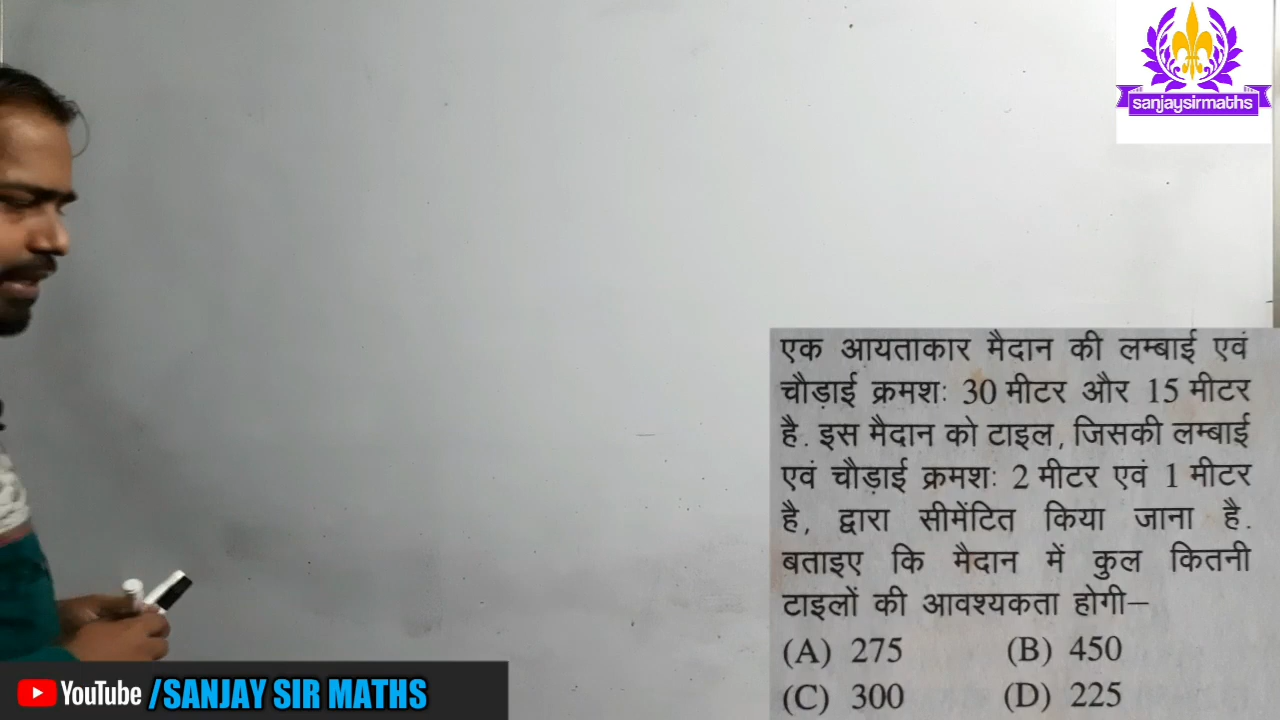 sanjaysirmaths
एक आयताकार मैदान की लम्बाई एवं
चौड़ाई क्रमशः 30 मीटर और 15 मीटर
है. इस मैदान को टाइल, जिसकी लम्बाई
एवं चौड़ाई क्रमशः 2 मीटर एवं 1 मीटर
है, द्वारा सीमेंटित किया जाना है.
बताइए कि मैदान में कुल कितनी
टाइलों की आवश्यकता होगी–
(A) 275 (B) 450
(C) 300 (D) 225
YouTube /SANJAY SIR MATHS